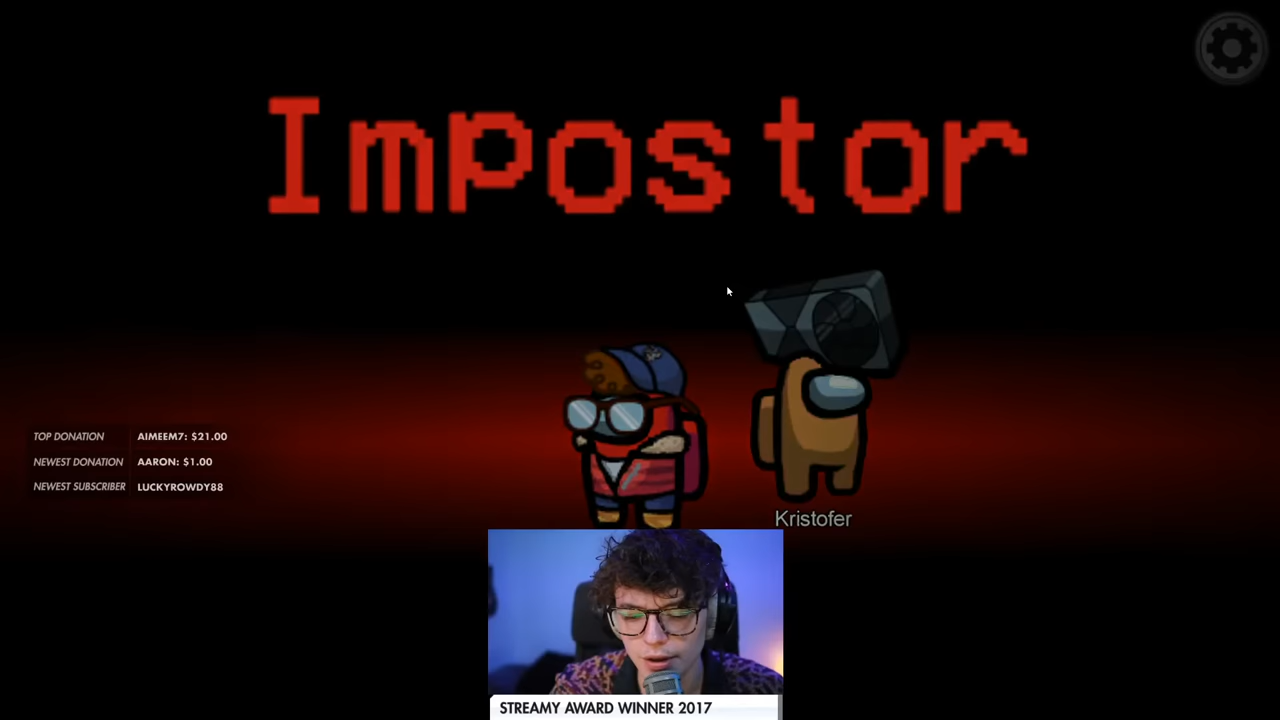 Impostor
TOP DONATION AIMEEM7: $21.00
NEWEST DONATION AARON: $1.00
NEWEST SUBSCRIBER LUCKYROWDY88
Kristofer
STREAMY AWARD WINNER 2017